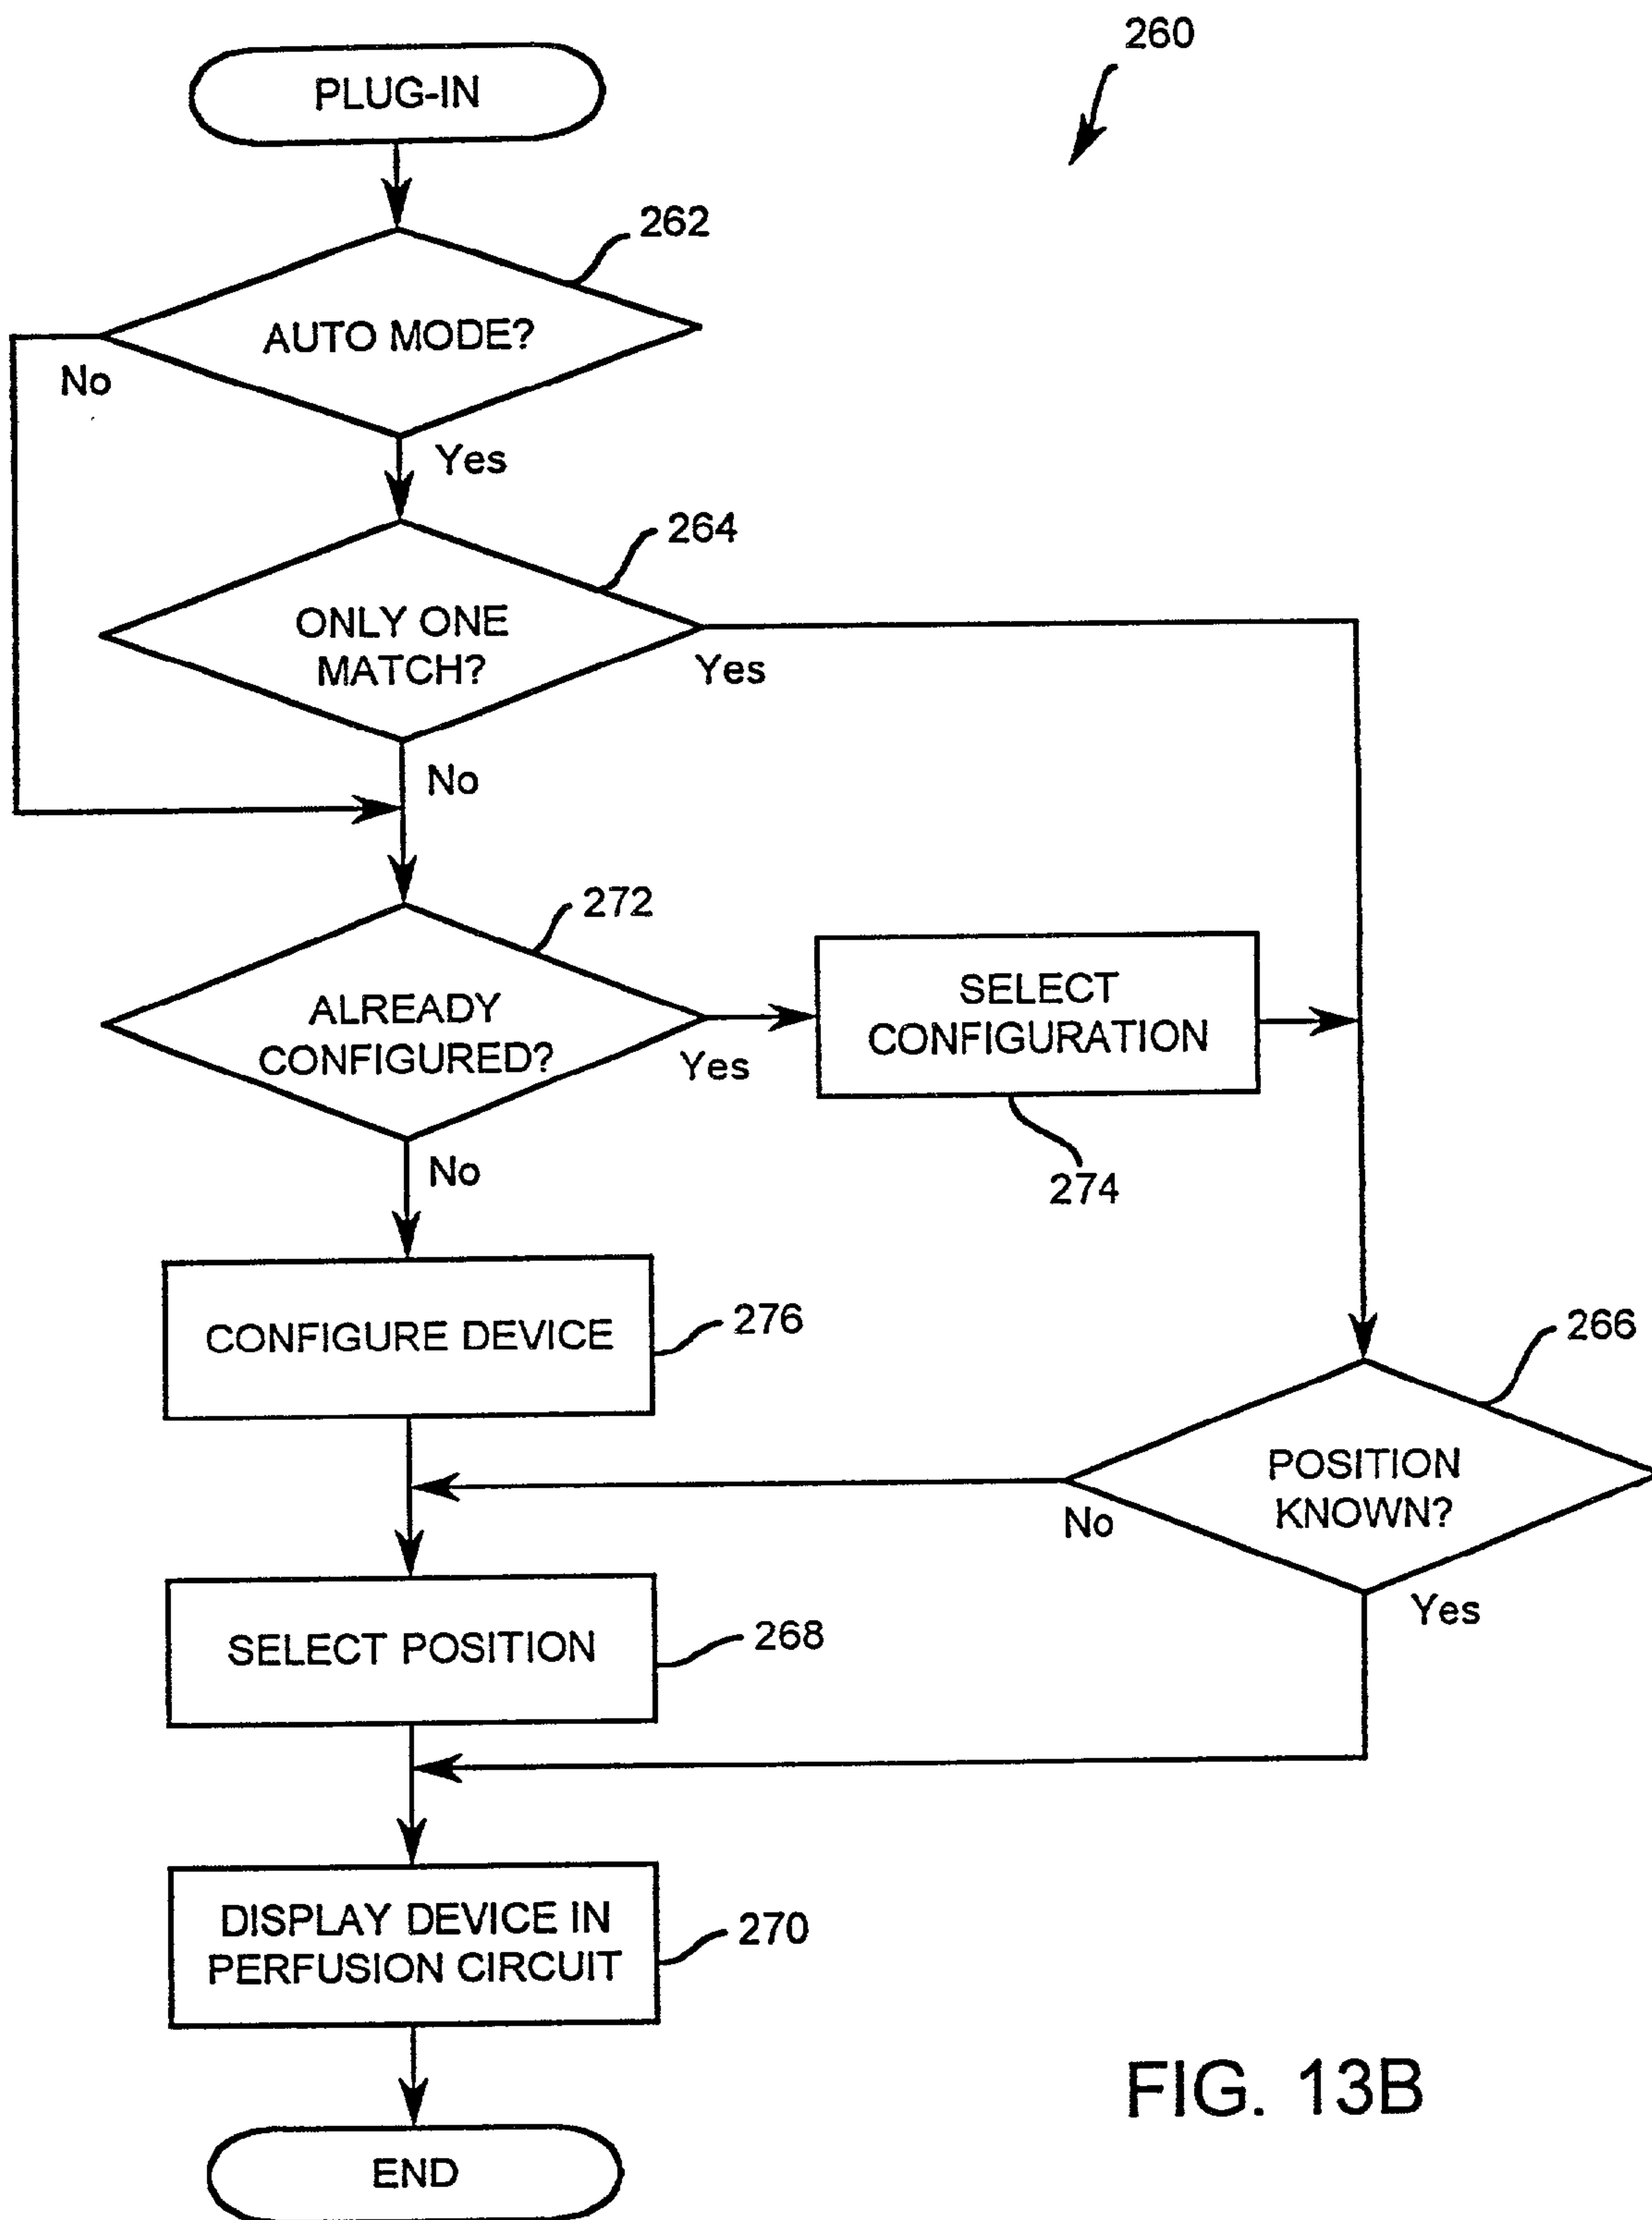 260
PLUG-IN
262
AUTO MODE?
No
Yes
264
ONLY ONE
MATCH?
Yes
No
272
ALREADY
CONFIGURED?
Yes
SELECT
CONFIGURATION
274
No
CONFIGURE DEVICE
276
266
POSITION
KNOWN?
No
Yes
SELECT POSITION
268
DISPLAY DEVICE IN
PERFUSION CIRCUIT
270
END
FIG. 13B